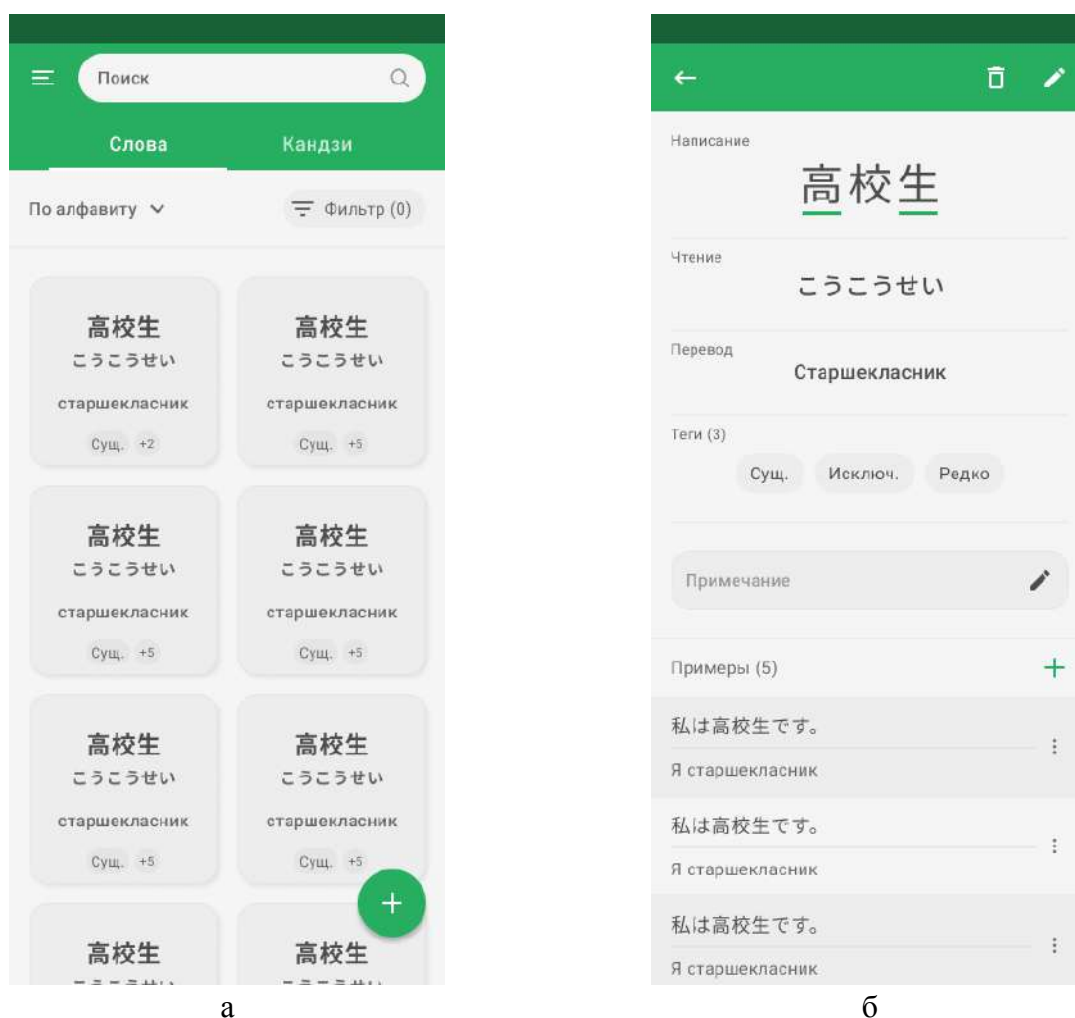 Поиск
Слова Кандзи
По алфавиту Фильтр (0)
高校生 高校生
こうこうせい こうこうせい
старшекласник старшекласник
Сущ. +2 Сущ. +5
高校生 高校生
こうこうせい こうこうせい
старшекласник старшекласник
Сущ. +5 Сущ. +5
高校生 高校生
こうこうせい こうこうせい
старшекласник старшекласник
Сущ. +5 Сущ. +5
高校生 高校生
а
Написание
高校生
Чтение
こうこうせい
Перевод
Старшекласник
Теги (3)
Сущ. Исключ. Редко
Примечание
Примеры (5)
私は高校生です。
Я старшекласник
私は高校生です。
Я старшекласник
私は高校生です。
Я старшекласник
б